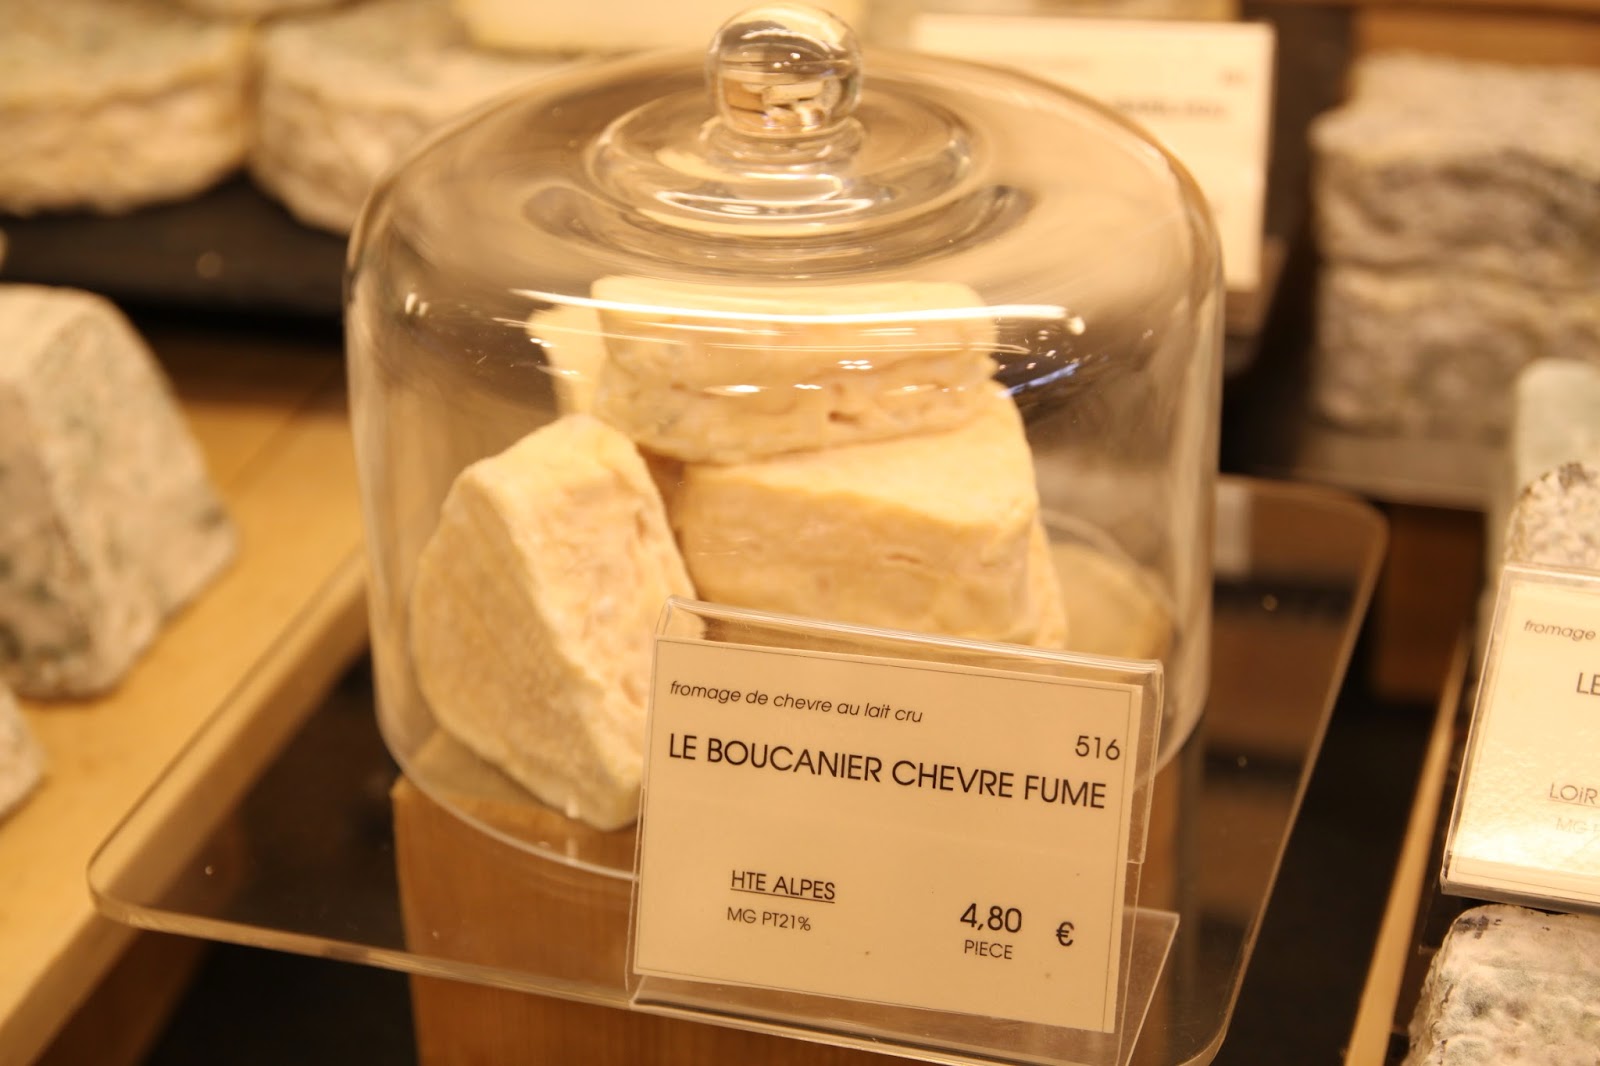 fromage de chevre au lait cru
516
LE BOUCANIER CHEVRE FUME
HTE ALPES
MG PT21%
4,80 €
PIECE
fromage
LE
LOIR
MG